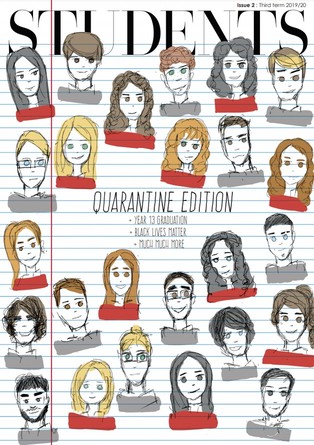 Issue 2 : Third term 2019/20
STUDENTS
QUARANTINE EDITION
• YEAR 13 GRADUATION
• BLACK LIVES MATTER
• MUCH MUCH MORE